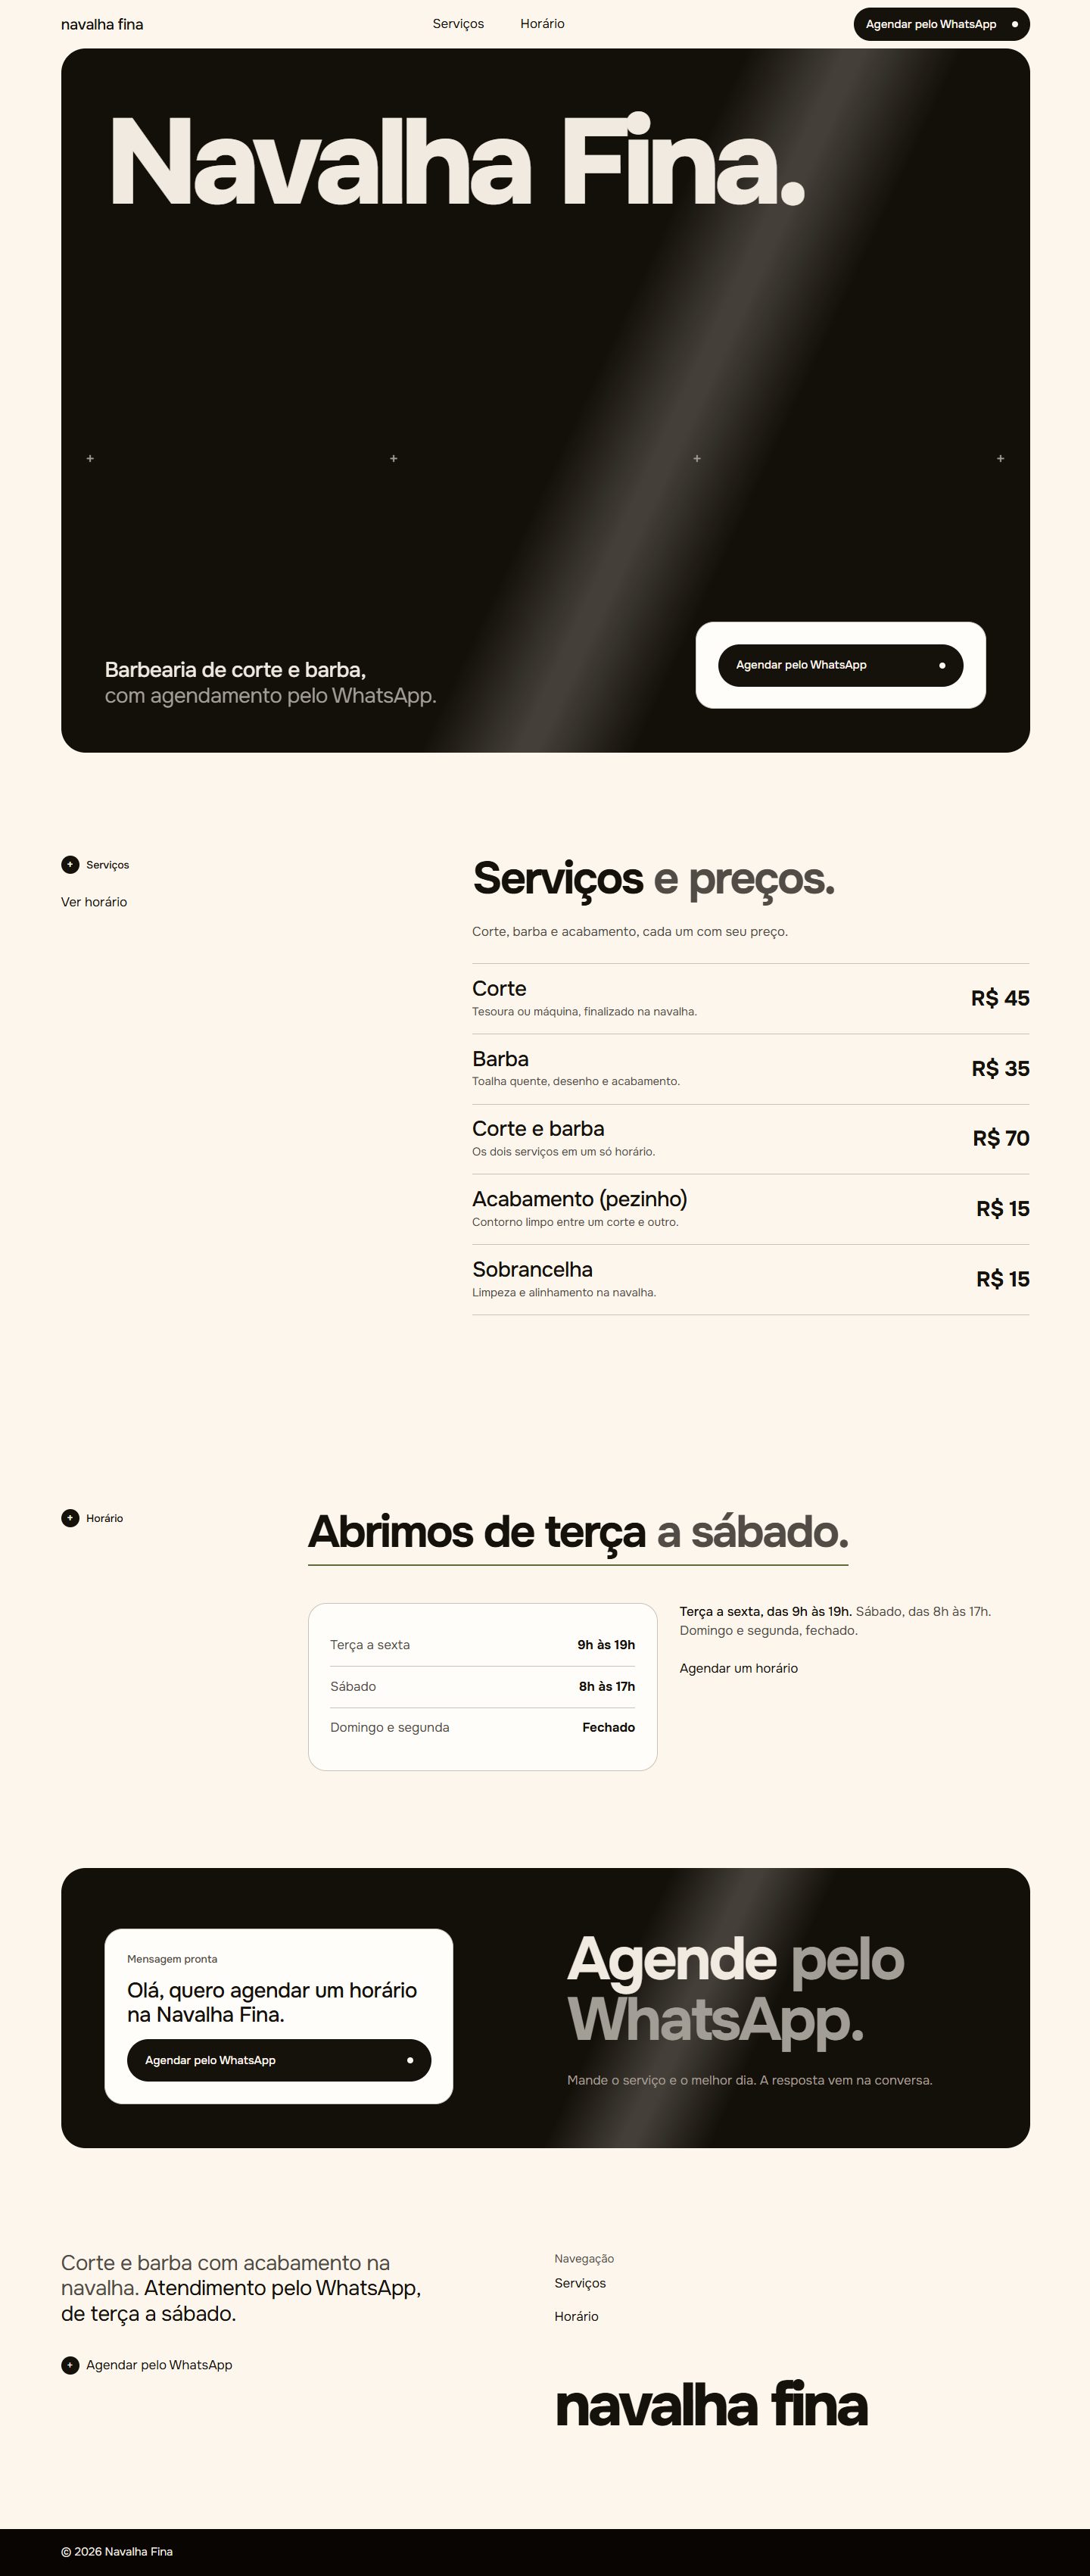 navalha fina
Serviços
Horário
Agendar pelo WhatsApp
Navalha Fina.
+ + + +
Barbearia de corte e barba,
com agendamento pelo WhatsApp.
Agendar pelo WhatsApp
+ Serviços
Ver horário
Serviços e preços.
Corte, barba e acabamento, cada um com seu preço.
Corte
Tesoura ou máquina, finalizado na navalha.
R$ 45
Barba
Toalha quente, desenho e acabamento.
R$ 35
Corte e barba
Os dois serviços em um só horário.
R$ 70
Acabamento (pezinho)
Contorno limpo entre um corte e outro.
R$ 15
Sobrancelha
Limpeza e alinhamento na navalha.
R$ 15
+ Horário
Abrimos de terça a sábado.
Terça a sexta 9h às 19h
Sábado 8h às 17h
Domingo e segunda Fechado
Terça a sexta, das 9h às 19h. Sábado, das 8h às 17h.
Domingo e segunda, fechado.
Agendar um horário
Mensagem pronta
Olá, quero agendar um horário
na Navalha Fina.
Agendar pelo WhatsApp
Agende pelo
WhatsApp.
Mande o serviço e o melhor dia. A resposta vem na conversa.
Corte e barba com acabamento na
navalha. Atendimento pelo WhatsApp,
de terça a sábado.
+ Agendar pelo WhatsApp
Navegação
Serviços
Horário
navalha fina
© 2026 Navalha Fina